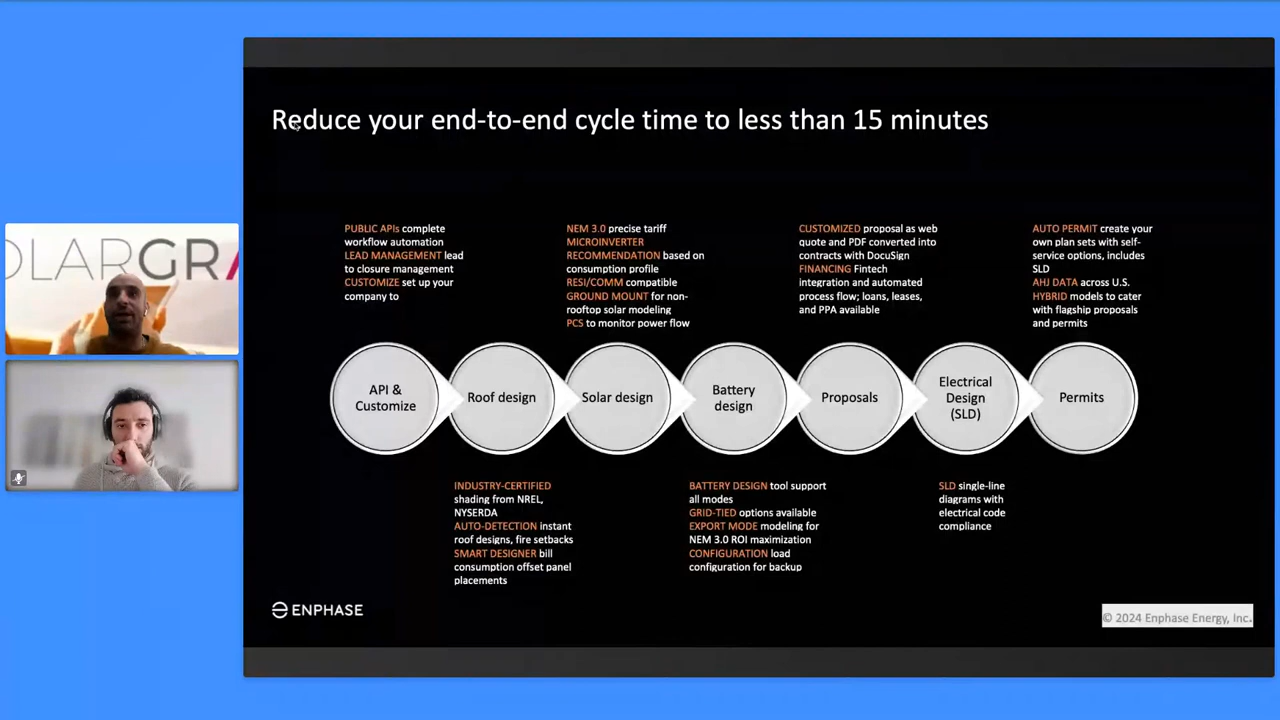 Reduce your end-to-end cycle time to less than 15 minutes
PUBLIC APIs complete
workflow automation
LEAD MANAGEMENT lead
to closure management
CUSTOMIZE set up your
company to
NEM 3.0 precise tariff
MICROINVERTER
RECOMMENDATION based on
consumption profile
RESI/COMM compatible
GROUND MOUNT for non-
rooftop solar modeling
PCS to monitor power flow
CUSTOMIZED proposal as web
quote and PDF converted into
contracts with DocuSign
FINANCING Fintech
integration and automated
process flow; loans, leases,
and PPA available
AUTO PERMIT create your
own plan sets with self-
service options, includes
SLD
AHJ DATA across U.S.
HYBRID models to cater
with flagship proposals
and permits
OLARGRA
API &
Customize
Roof design
Solar design
Battery
design
Proposals
Electrical
Design
(SLD)
Permits
INDUSTRY-CERTIFIED
shading from NREL,
NYSERDA
AUTO-DETECTION instant
roof designs, fire setbacks
SMART DESIGNER bill
consumption offset panel
placements
BATTERY DESIGN tool support
all modes
GRID-TIED options available
EXPORT MODE modeling for
NEM 3.0 ROI maximization
CONFIGURATION load
configuration for backup
SLD single-line
diagrams with
electrical code
compliance
ENPHASE
© 2024 Enphase Energy, Inc.